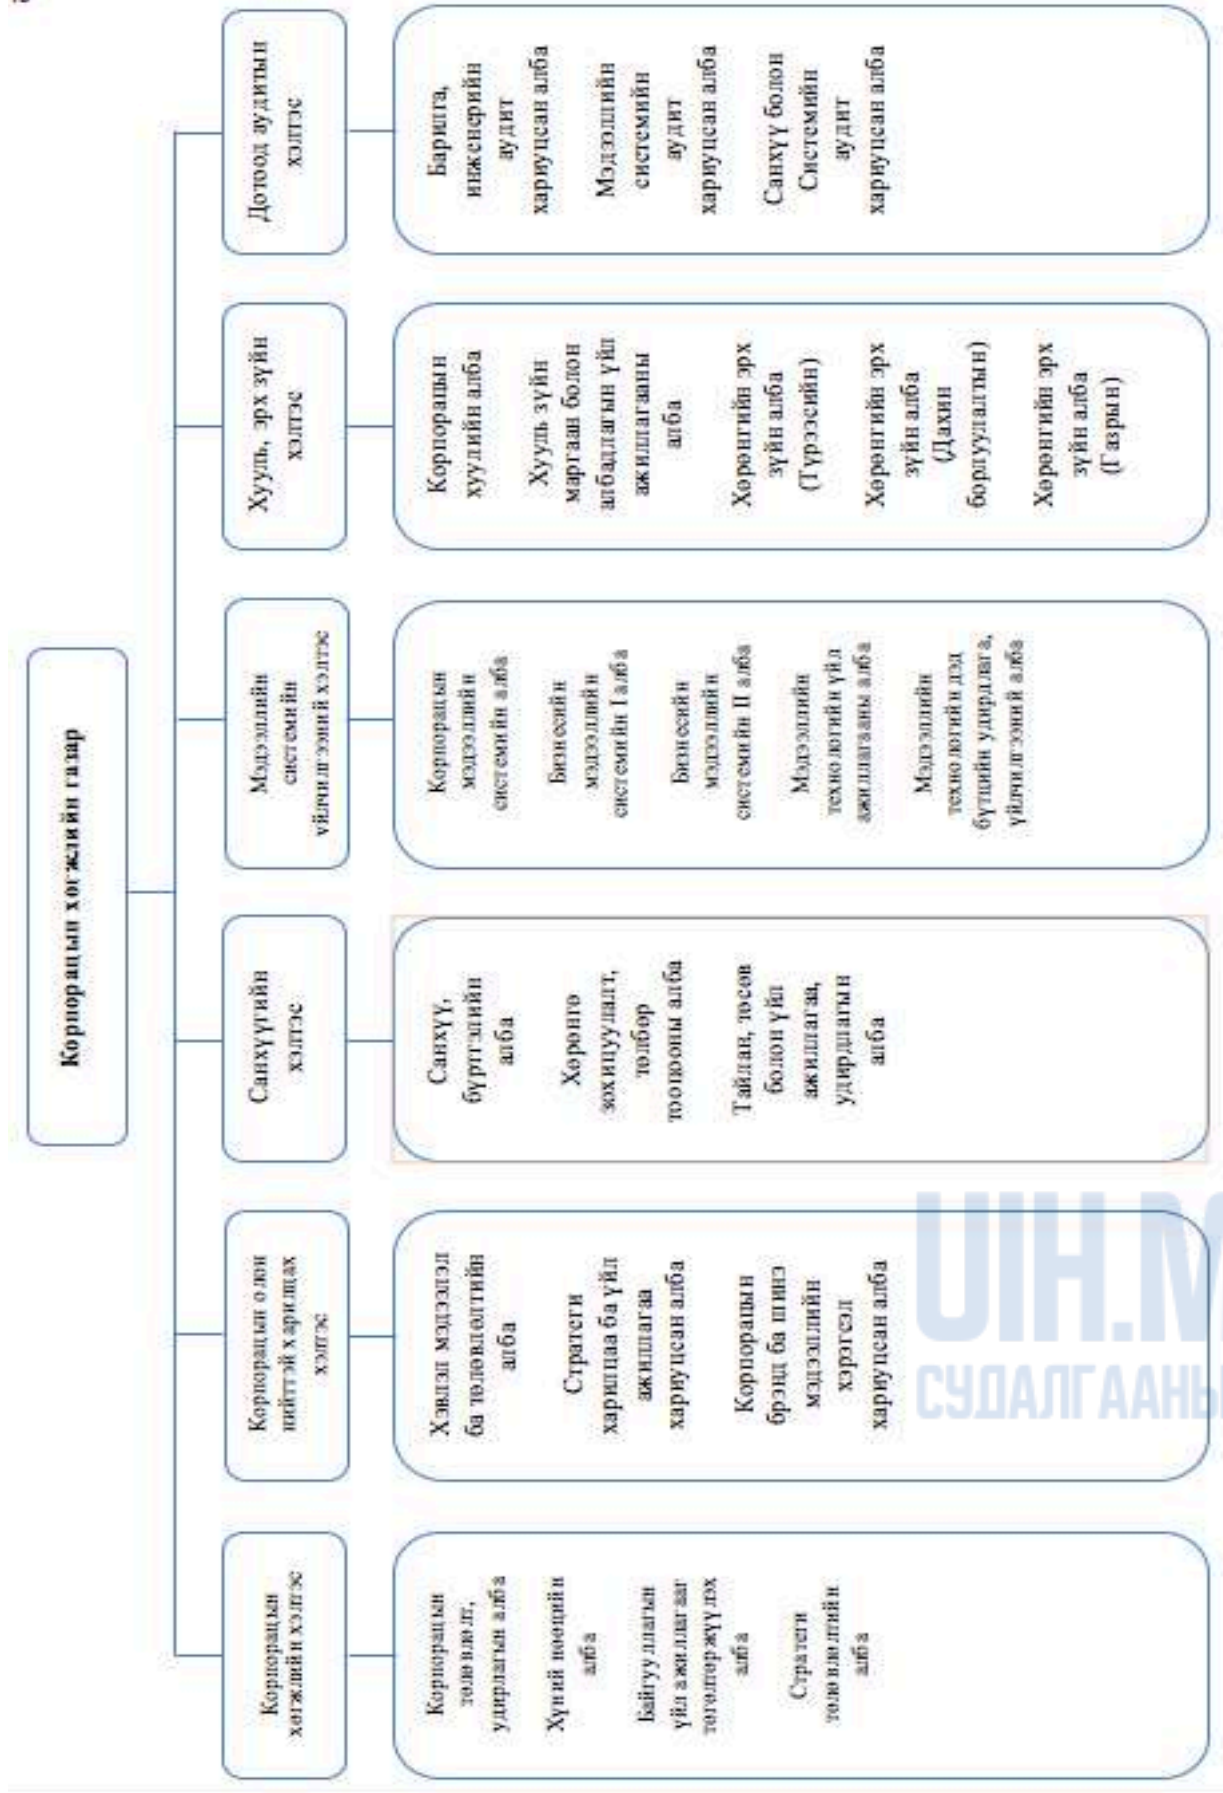 Корпорацын хөгжлийн газар
Корпорацын
хөгжлийн хэлтэс
Корпорацын
төлөвлөлт,
удирлагын алба
Хүний нөөцийн
алба
Байгууллагын
үйл ажиллагааг
төгөлдөржүүлэх
алба
Стратеги
төлөвлөлтийн
алба
Корпорацын олон
нийттэй харилцах
хэлтэс
Хэвлэл мэдээлэл
ба төлөвлөлтийн
алба
Стратеги
харилцаа ба үйл
ажиллагаа
хариуцсан алба
Корпорацын
брэнд ба шинэ
мэдээллийн
хэрэгсэл
хариуцсан алба
Санхүүгийн
хэлтэс
Санхүү,
бүртгэлийн
алба
Хөрөнгө
зохицуулалт,
төлбөр
тооцооны алба
Тайлан, төсөв
болон үйл
ажиллагаа,
удирдлагын
алба
Мэдээллийн
системийн
үйлчилгээний хэлтэс
Корпорацын
мэдээллийн
системийн алба
Бизнесийн
мэдээллийн
системийн I алба
Бизнесийн
мэдээллийн
системийн II алба
Мэдээллийн
технологийн үйл
ажиллагааны алба
Мэдээллийн
технологийн дэд
бүтцийн удирдлага,
үйлчилгээний алба
Хууль, эрх зүйн
хэлтэс
Корпорацын
хуулийн алба
Хууль зүйн
маргаан болон
албадлагын үйл
ажиллагааны
алба
Хөрөнгийн эрх
зүйн алба
(Түрээсийн)
Хөрөнгийн эрх
зүйн алба
(Дахин
борлуулалтын)
Хөрөнгийн эрх
зүйн алба
(Газрын)
Дотоод аудитын
хэлтэс
Барилга,
инженерийн
аудит
хариуцсан алба
Мэдээллийн
системийн
аудит
хариуцсан алба
Санхүү болон
Системийн
аудит
хариуцсан алба
UIH.M
СУДАЛГААНЫ